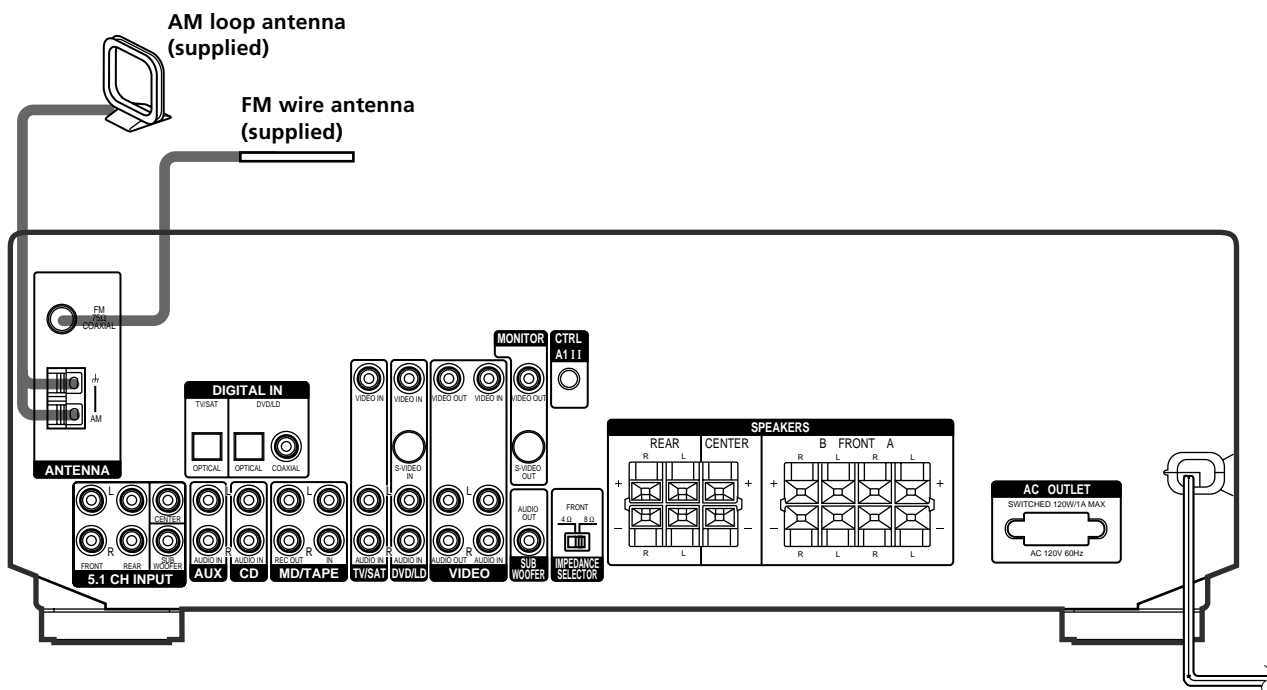 AM loop antenna
(supplied)
FM wire antenna
(supplied)
FM
75Ω
COAXIAL
AM
ANTENNA
DIGITAL IN
TV/SAT
DVD/LD
OPTICAL
OPTICAL
COAXIAL
L
R
FRONT
REAR
CENTER
SUB
WOOFER
5.1 CH INPUT
L
R
AUDIO IN
AUX
AUDIO IN
CD
L
R
REC OUT
IN
MD/TAPE
VIDEO IN
L
R
AUDIO IN
TV/SAT
VIDEO IN
S-VIDEO
IN
AUDIO IN
DVD/LD
VIDEO OUT
VIDEO IN
L
R
AUDIO OUT
AUDIO IN
VIDEO
MONITOR
VIDEO OUT
S-VIDEO
OUT
AUDIO
OUT
SUB
WOOFER
CTRL
A1 II
FRONT
4 Ω 8 Ω
IMPEDANCE
SELECTOR
SPEAKERS
REAR
CENTER
B FRONT A
R L
R L R L
+ +
+ +
– –
– –
R L
R L R L
AC OUTLET
SWITCHED 120W/1A MAX
AC 120V 60Hz